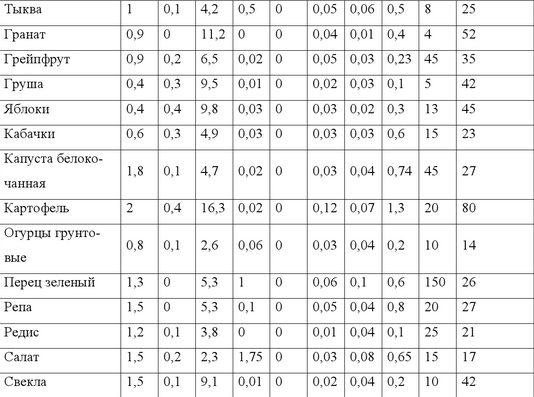 Тыква 1 0,1 4,2 0,5 0 0,05 0,06 0,5 8 25
Гранат 0,9 0 11,2 0 0 0,04 0,01 0,4 4 52
Грейпфрут 0,9 0,2 6,5 0,02 0 0,05 0,03 0,23 45 35
Груша 0,4 0,3 9,5 0,01 0 0,02 0,03 0,1 5 42
Яблоки 0,4 0,4 9,8 0,03 0 0,03 0,02 0,3 13 45
Кабачки 0,6 0,3 4,9 0,03 0 0,03 0,03 0,6 15 23
Капуста белоко-
чанная 1,8 0,1 4,7 0,02 0 0,03 0,04 0,74 45 27
Картофель 2 0,4 16,3 0,02 0 0,12 0,07 1,3 20 80
Огурцы грунто-
вые 0,8 0,1 2,6 0,06 0 0,03 0,04 0,2 10 14
Перец зеленый 1,3 0 5,3 1 0 0,06 0,1 0,6 150 26
Репа 1,5 0 5,3 0,1 0 0,05 0,04 0,8 20 27
Редис 1,2 0,1 3,8 0 0 0,01 0,04 0,1 25 21
Салат 1,5 0,2 2,3 1,75 0 0,03 0,08 0,65 15 17
Свекла 1,5 0,1 9,1 0,01 0 0,02 0,04 0,2 10 42